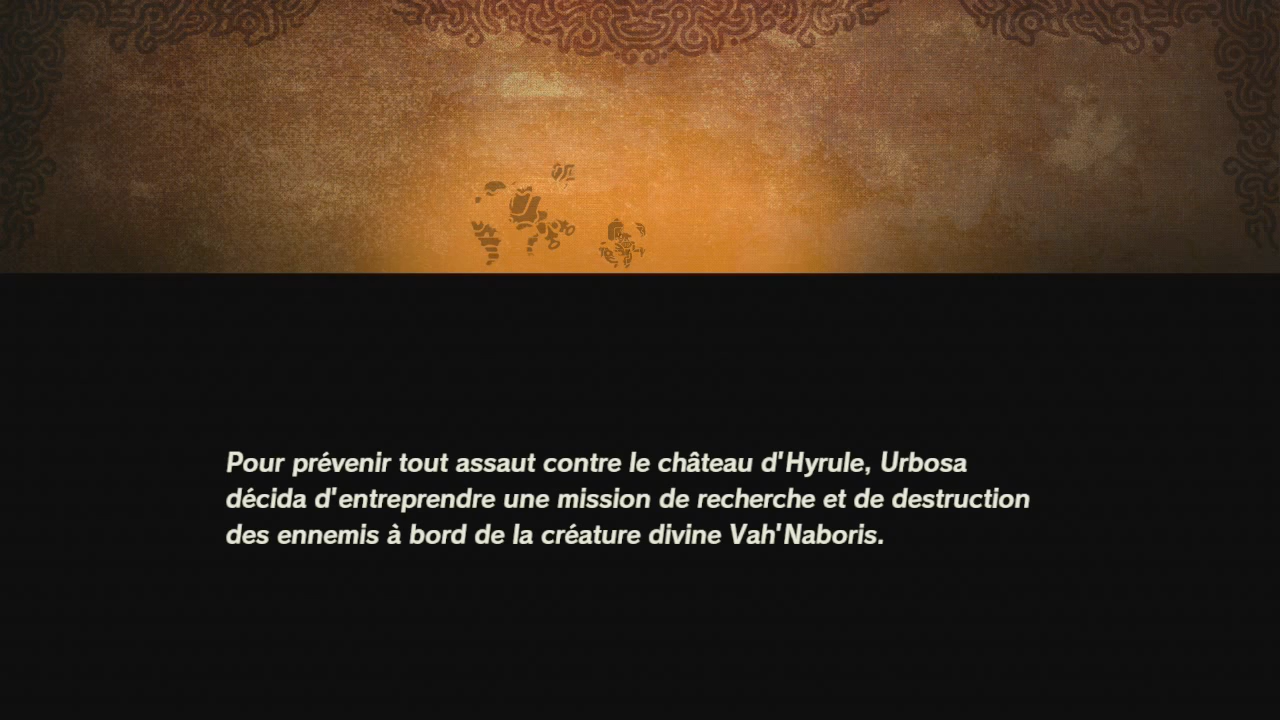 Pour prévenir tout assaut contre le château d'Hyrule, Urbosa
décida d'entreprendre une mission de recherche et de destruction
des ennemis à bord de la créature divine Vah'Naboris.